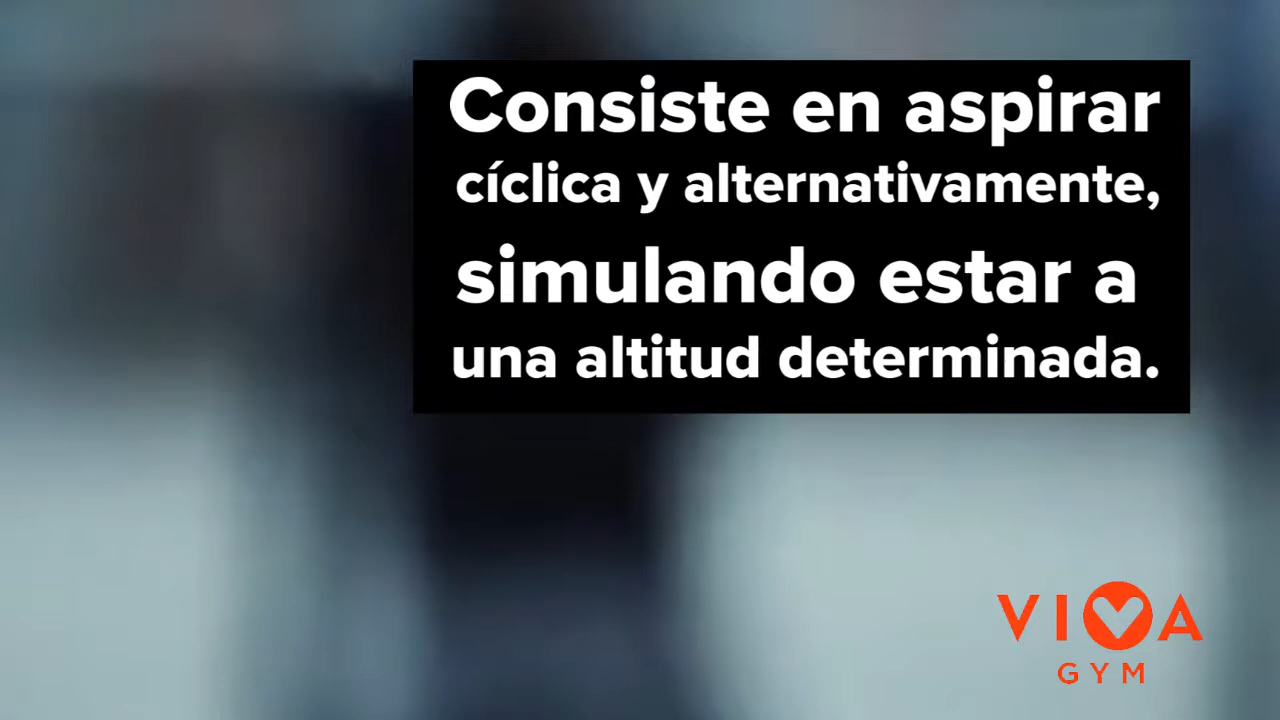 Consiste en aspirar
cíclica y alternativamente,
simulando estar a
una altitud determinada.
VIVA
GYM